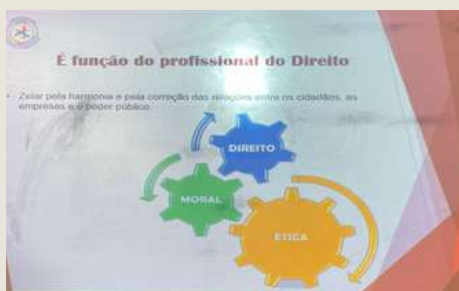 É função do profissional do Direito
• Zelar pela harmonia e pela correção das relações entre os cidadãos, as
empresas e o poder público.
DIREITO
MORAL
ÉTICA